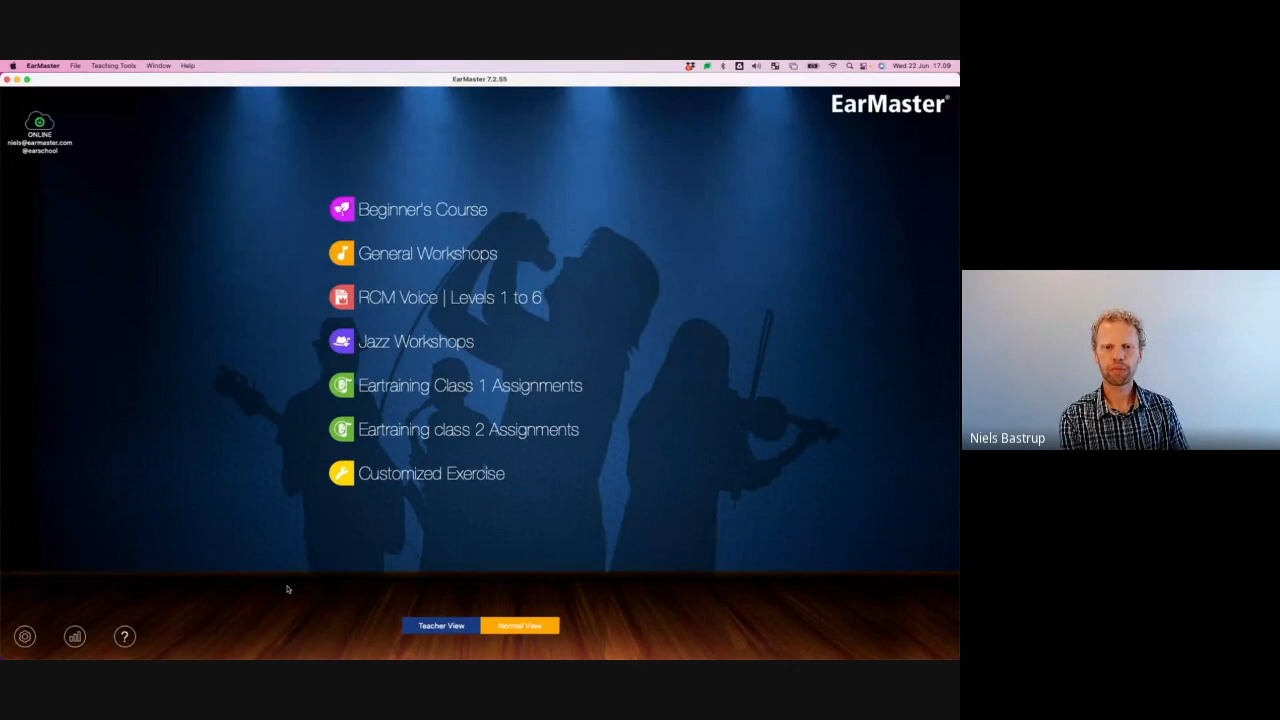 EarMaster File Teaching Tools Window Help Wed 22 Jun 17.09
EarMaster 7.2.55
EarMaster®
ONLINE
niels@earmaster.com
@earschool
Beginner's Course
General Workshops
RCM Voice | Levels 1 to 6
Jazz Workshops
Eartraining Class 1 Assignments
Eartraining class 2 Assignments
Customized Exercise
Teacher View Normal View
?
Niels Bastrup